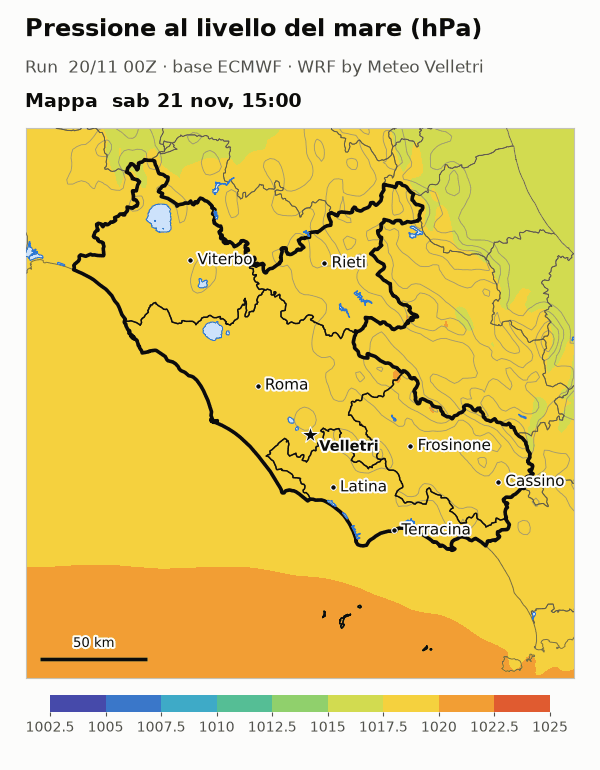 Pressione al livello del mare (hPa)
Run  20/11 00Z · base ECMWF · WRF by Meteo Velletri
Mappa  sab 21 nov, 15:00
Viterbo
Rieti
Roma
Velletri
Frosinone
Cassino
Latina
Terracina
50 km
1002.5 1005 1007.5 1010 1012.5 1015 1017.5 1020 1022.5 1025